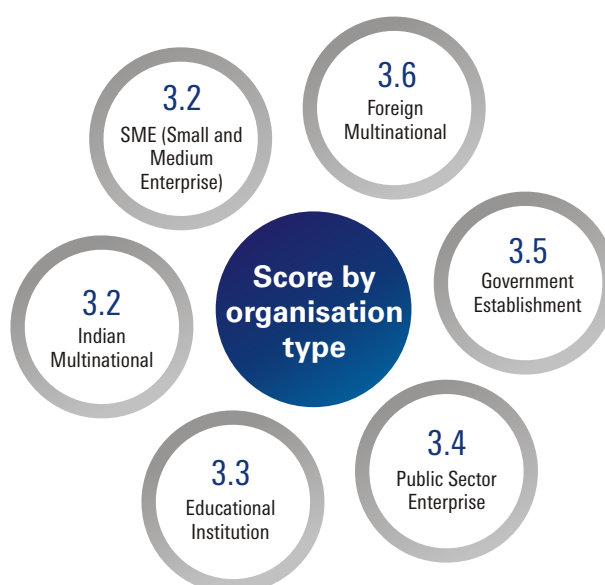 Score by
organisation
type
3.6
Foreign
Multinational
3.5
Government
Establishment
3.4
Public Sector
Enterprise
3.3
Educational
Institution
3.2
Indian
Multinational
3.2
SME (Small and
Medium
Enterprise)